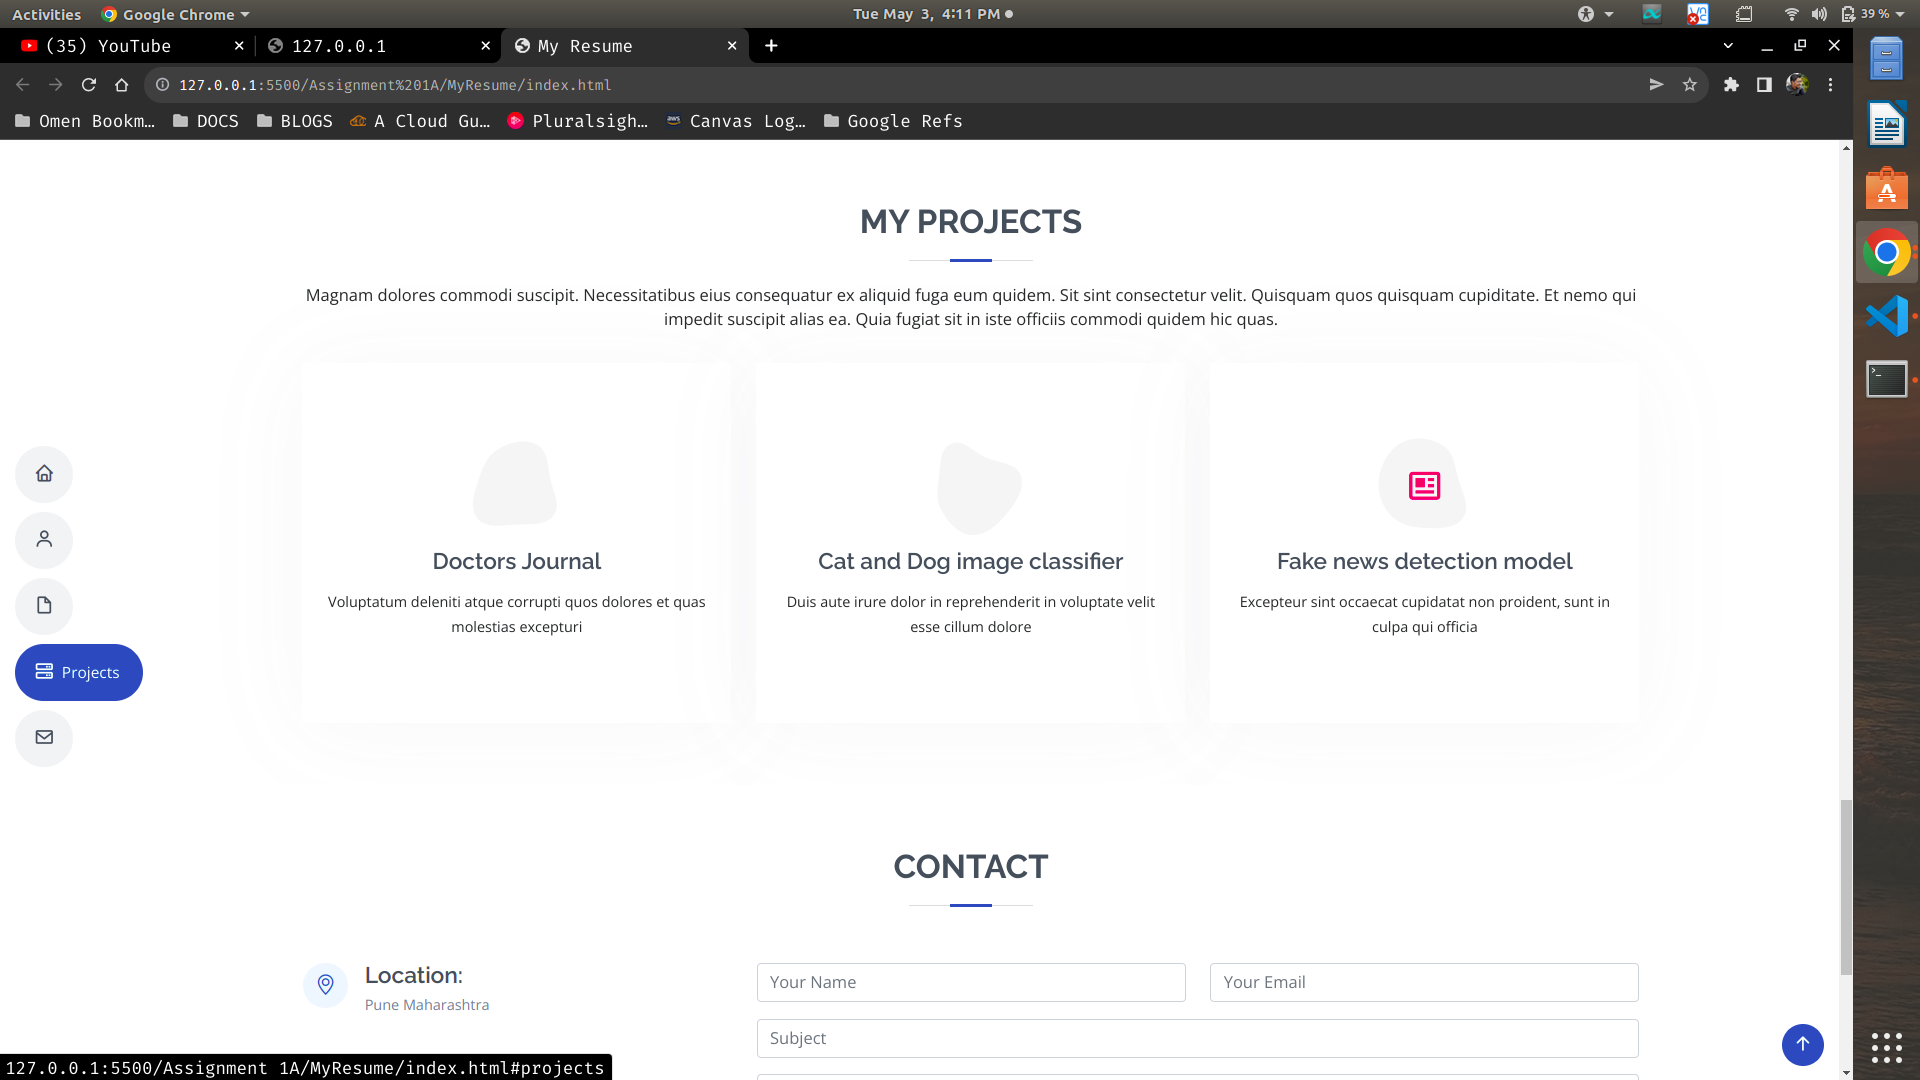 Activities
Google Chrome
Tue May 3, 4:11 PM
39 %
(35) YouTube
127.0.0.1
My Resume
127.0.0.1:5500/Assignment%201A/MyResume/index.html
Omen Bookm…
DOCS
BLOGS
A Cloud Gu…
Pluralsigh…
Canvas Log…
Google Refs
MY PROJECTS
Magnam dolores commodi suscipit. Necessitatibus eius consequatur ex aliquid fuga eum quidem. Sit sint consectetur velit. Quisquam quos quisquam cupiditate. Et nemo qui
impedit suscipit alias ea. Quia fugiat sit in iste officiis commodi quidem hic quas.
Doctors Journal
Voluptatum deleniti atque corrupti quos dolores et quas
molestias excepturi
Cat and Dog image classifier
Duis aute irure dolor in reprehenderit in voluptate velit
esse cillum dolore
Fake news detection model
Excepteur sint occaecat cupidatat non proident, sunt in
culpa qui officia
Projects
CONTACT
Location:
Pune Maharashtra
Your Name
Your Email
Subject
127.0.0.1:5500/Assignment 1A/MyResume/index.html#projects